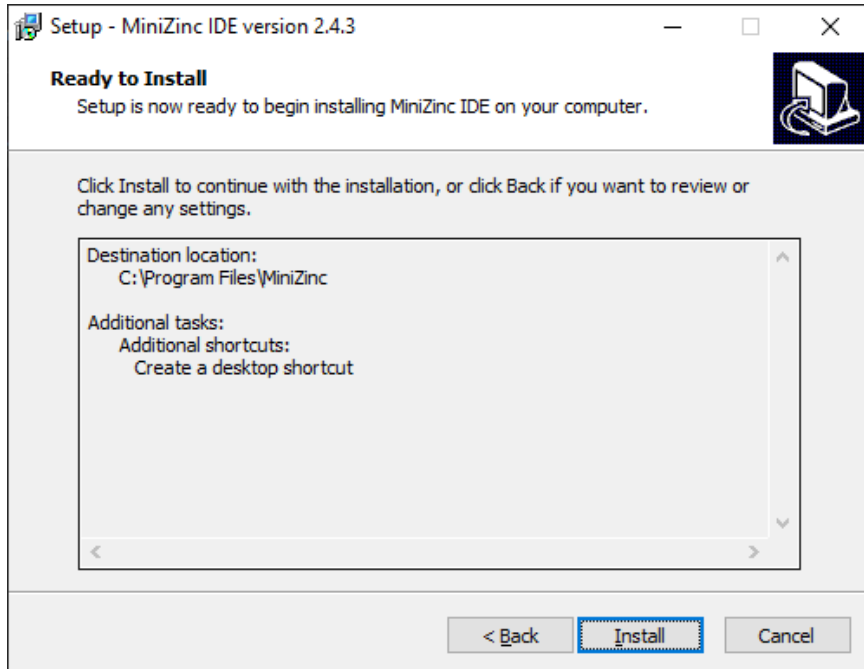 Setup - MiniZinc IDE version 2.4.3
Ready to Install
Setup is now ready to begin installing MiniZinc IDE on your computer.
Click Install to continue with the installation, or click Back if you want to review or
change any settings.
Destination location:
C:\Program Files\MiniZinc
Additional tasks:
Additional shortcuts:
Create a desktop shortcut
< Back
Install
Cancel